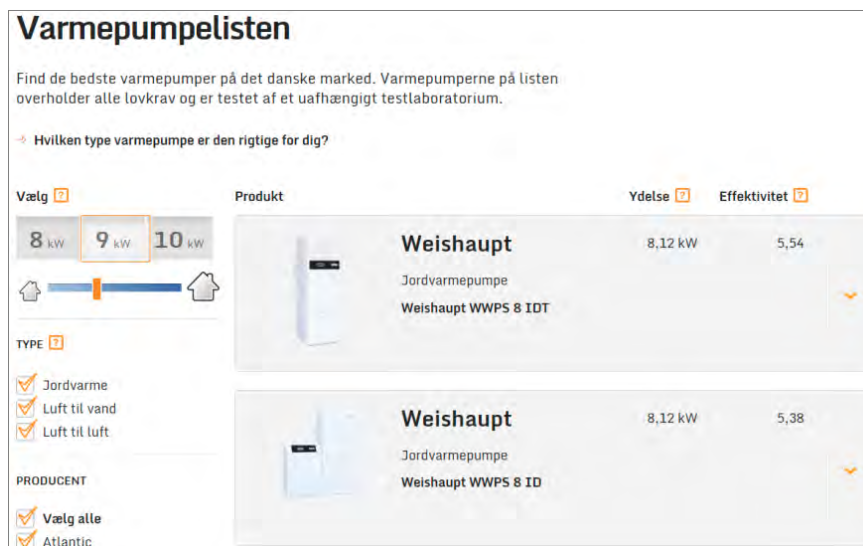 Varmepumpelisten
Find de bedste varmepumper på det danske marked. Varmepumperne på listen
overholder alle lovkrav og er testet af et uafhængigt testlaboratorium.
Hvilken type varmepumpe er den rigtige for dig?
Vælg ?
8 kW 9 kW 10 kW
TYPE ?
Jordvarme
Luft til vand
Luft til luft
PRODUCENT
Vælg alle
Atlantic
Produkt Ydelse ? Effektivitet ?
Weishaupt 8,12 kW 5,54
Jordvarmepumpe
Weishaupt WWPS 8 IDT
Weishaupt 8,12 kW 5,38
Jordvarmepumpe
Weishaupt WWPS 8 ID